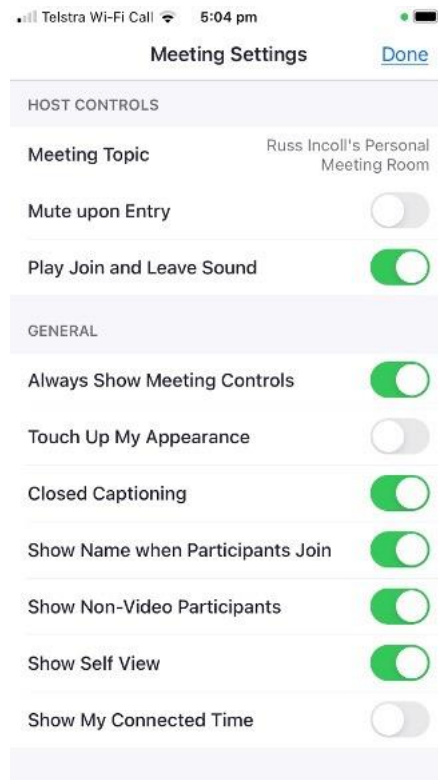 Telstra Wi-Fi Call 5:04 pm
Meeting Settings Done
HOST CONTROLS
Meeting Topic Russ Incoll's Personal
Meeting Room
Mute upon Entry
Play Join and Leave Sound
GENERAL
Always Show Meeting Controls
Touch Up My Appearance
Closed Captioning
Show Name when Participants Join
Show Non-Video Participants
Show Self View
Show My Connected Time